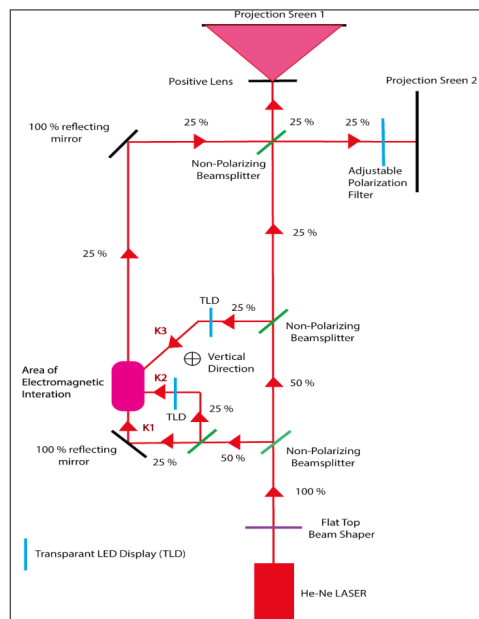 Projection Sreen 1
Positive Lens
Projection Sreen 2
100 % reflecting
mirror
25 %
25 %
25 %
Non-Polarizing
Beamsplitter
Adjustable
Polarization
Filter
25 %
25 %
TLD
25 %
K3
Non-Polarizing
Beamsplitter
Vertical
Direction
Area of
Electromagnetic
Interation
K2
TLD
50 %
25 %
K1
100 % reflecting
mirror
25 %
50 %
Non-Polarizing
Beamsplitter
100 %
Flat Top
Beam Shaper
Transparant LED Display (TLD)
He-Ne LASER